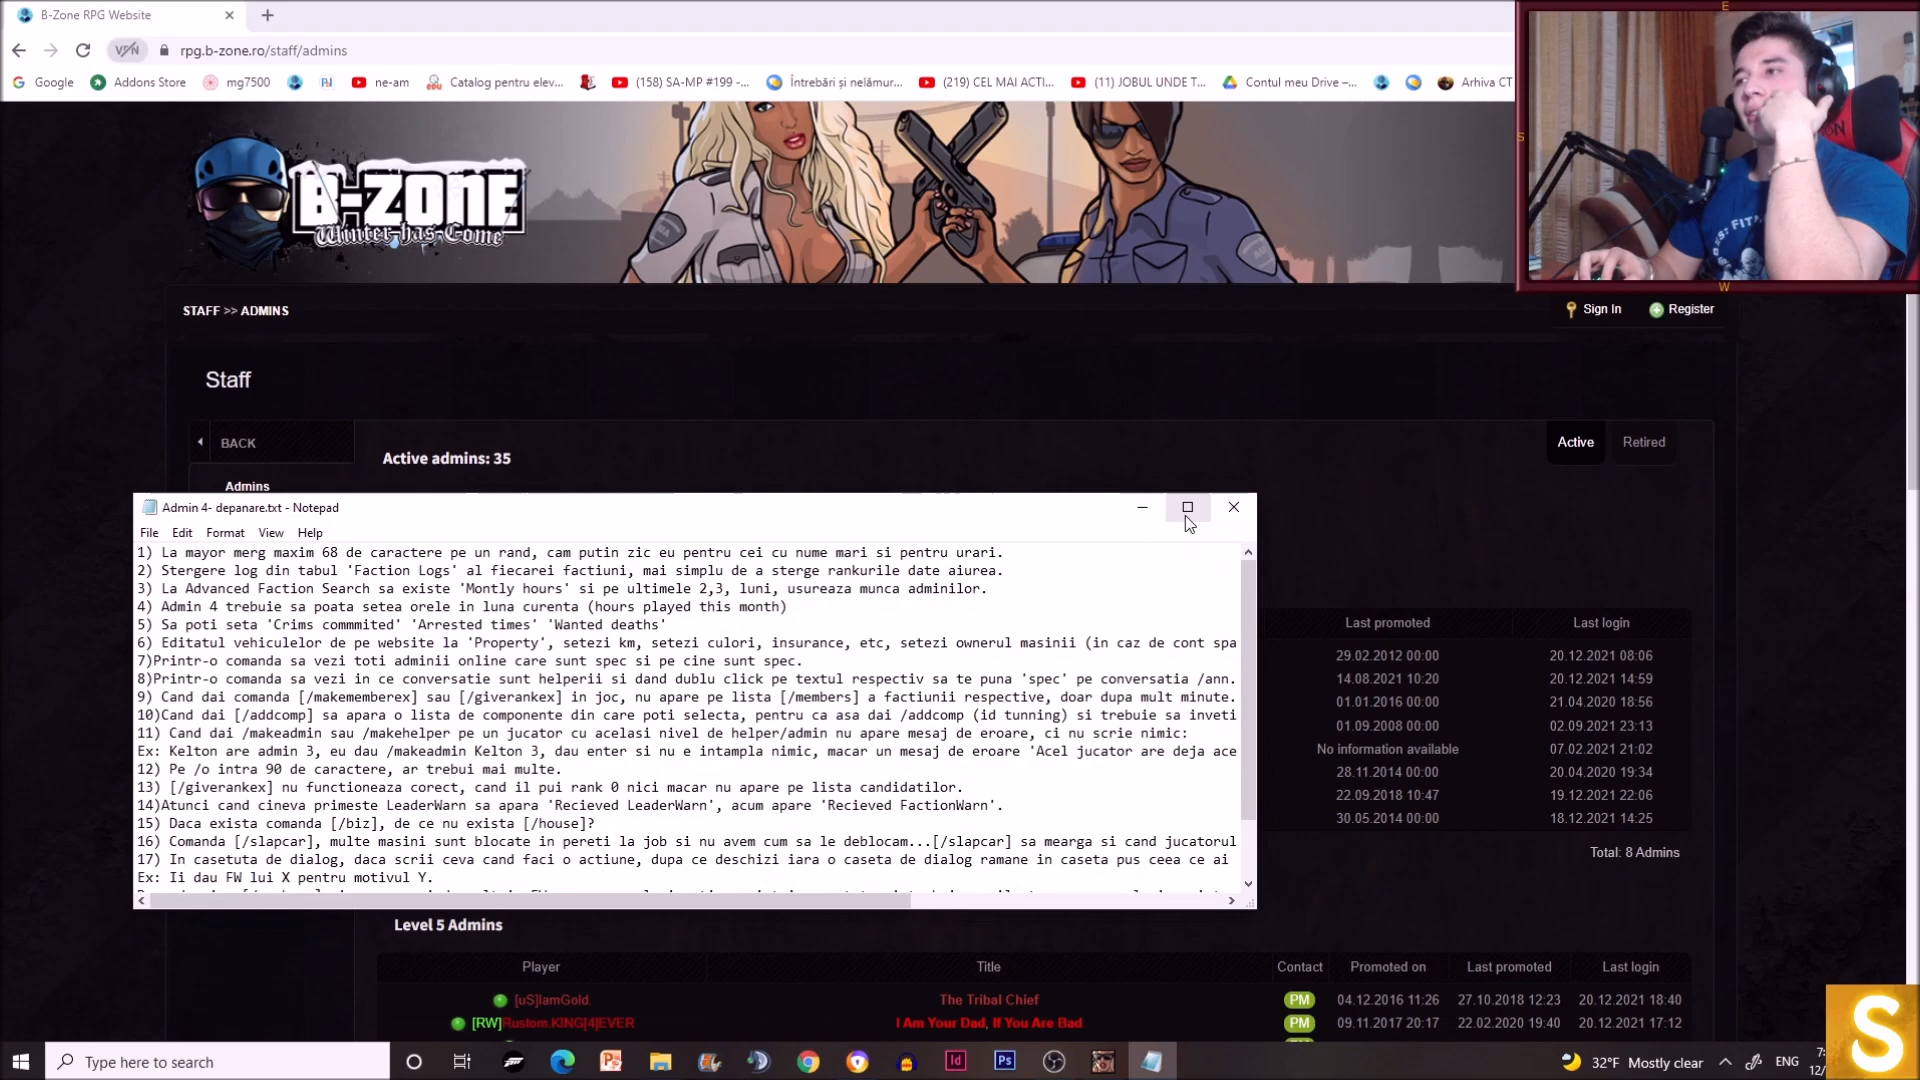 B-Zone RPG Website
VPN
rpg.b-zone.ro/staff/admins
Google
Addons Store
mg7500
ne-am
Catalog pentru elev...
(158) SA-MP #199 -...
Întrebări și nelămur...
(219) CEL MAI ACTI...
(11) JOBUL UNDE T...
Contul meu Drive –...
Arhiva CT
E
S
W
B-ZONE
Winter has Come
STAFF >> ADMINS
Sign In
Register
Staff
BACK
Active admins: 35
Active
Retired
Admins
Admin 4- depanare.txt - Notepad
File Edit Format View Help
1) La mayor merg maxim 68 de caractere pe un rand, cam putin zic eu pentru cei cu nume mari si pentru urari.
2) Stergere log din tabul 'Faction Logs' al fiecarei factiuni, mai simplu de a sterge rankurile date aiurea.
3) La Advanced Faction Search sa existe 'Montly hours' si pe ultimele 2,3, luni, usureaza munca adminilor.
4) Admin 4 trebuie sa poata setea orele in luna curenta (hours played this month)
5) Sa poti seta 'Crims commmited' 'Arrested times' 'Wanted deaths'
6) Editatul vehiculelor de pe website la 'Property', setezi km, setezi culori, insurance, etc, setezi ownerul masinii (in caz de cont spa
7)Printr-o comanda sa vezi toti adminii online care sunt spec si pe cine sunt spec.
8)Printr-o comanda sa vezi in ce conversatie sunt helperii si dand dublu click pe textul respectiv sa te puna 'spec' pe conversatia /ann.
9) Cand dai comanda [/makememberex] sau [/giverankex] in joc, nu apare pe lista [/members] a factiunii respective, doar dupa mult minute.
10)Cand dai [/addcomp] sa apara o lista de componente din care poti selecta, pentru ca asa dai /addcomp (id tunning) si trebuie sa inveti
11) Cand dai /makeadmin sau /makehelper pe un jucator cu acelasi nivel de helper/admin nu apare mesaj de eroare, ci nu scrie nimic:
Ex: Kelton are admin 3, eu dau /makeadmin Kelton 3, dau enter si nu e intampla nimic, macar un mesaj de eroare 'Acel jucator are deja ace
12) Pe /o intra 90 de caractere, ar trebui mai multe.
13) [/giverankex] nu functioneaza corect, cand il pui rank 0 nici macar nu apare pe lista candidatilor.
14)Atunci cand cineva primeste LeaderWarn sa apara 'Recieved LeaderWarn', acum apare 'Recieved FactionWarn'.
15) Daca exista comanda [/biz], de ce nu exista [/house]?
16) Comanda [/slapcar], multe masini sunt blocate in pereti la job si nu avem cum sa le deblocam...[/slapcar] sa mearga si cand jucatorul
17) In casetuta de dialog, daca scrii ceva cand faci o actiune, dupa ce deschizi iara o caseta de dialog ramane in caseta pus ceea ce ai
Ex: Ii dau FW lui X pentru motivul Y.
Last promoted Last login
29.02.2012 00:00 20.12.2021 08:06
14.08.2021 10:20 20.12.2021 14:59
01.01.2016 00:00 21.04.2020 18:56
01.09.2008 00:00 02.09.2021 23:13
No information available 07.02.2021 21:02
28.11.2014 00:00 20.04.2020 19:34
22.09.2018 10:47 19.12.2021 22:06
30.05.2014 00:00 18.12.2021 14:25
Total: 8 Admins
Level 5 Admins
Player Title Contact Promoted on Last promoted Last login
[uS]IamGold. The Tribal Chief PM 04.12.2016 11:26 27.10.2018 12:23 20.12.2021 18:40
[RW]Rustom.KING[4]EVER I Am Your Dad, If You Are Bad PM 09.11.2017 20:17 22.02.2020 19:40 20.12.2021 17:12
S
Type here to search
Id
Ps
32°F Mostly clear
ENG